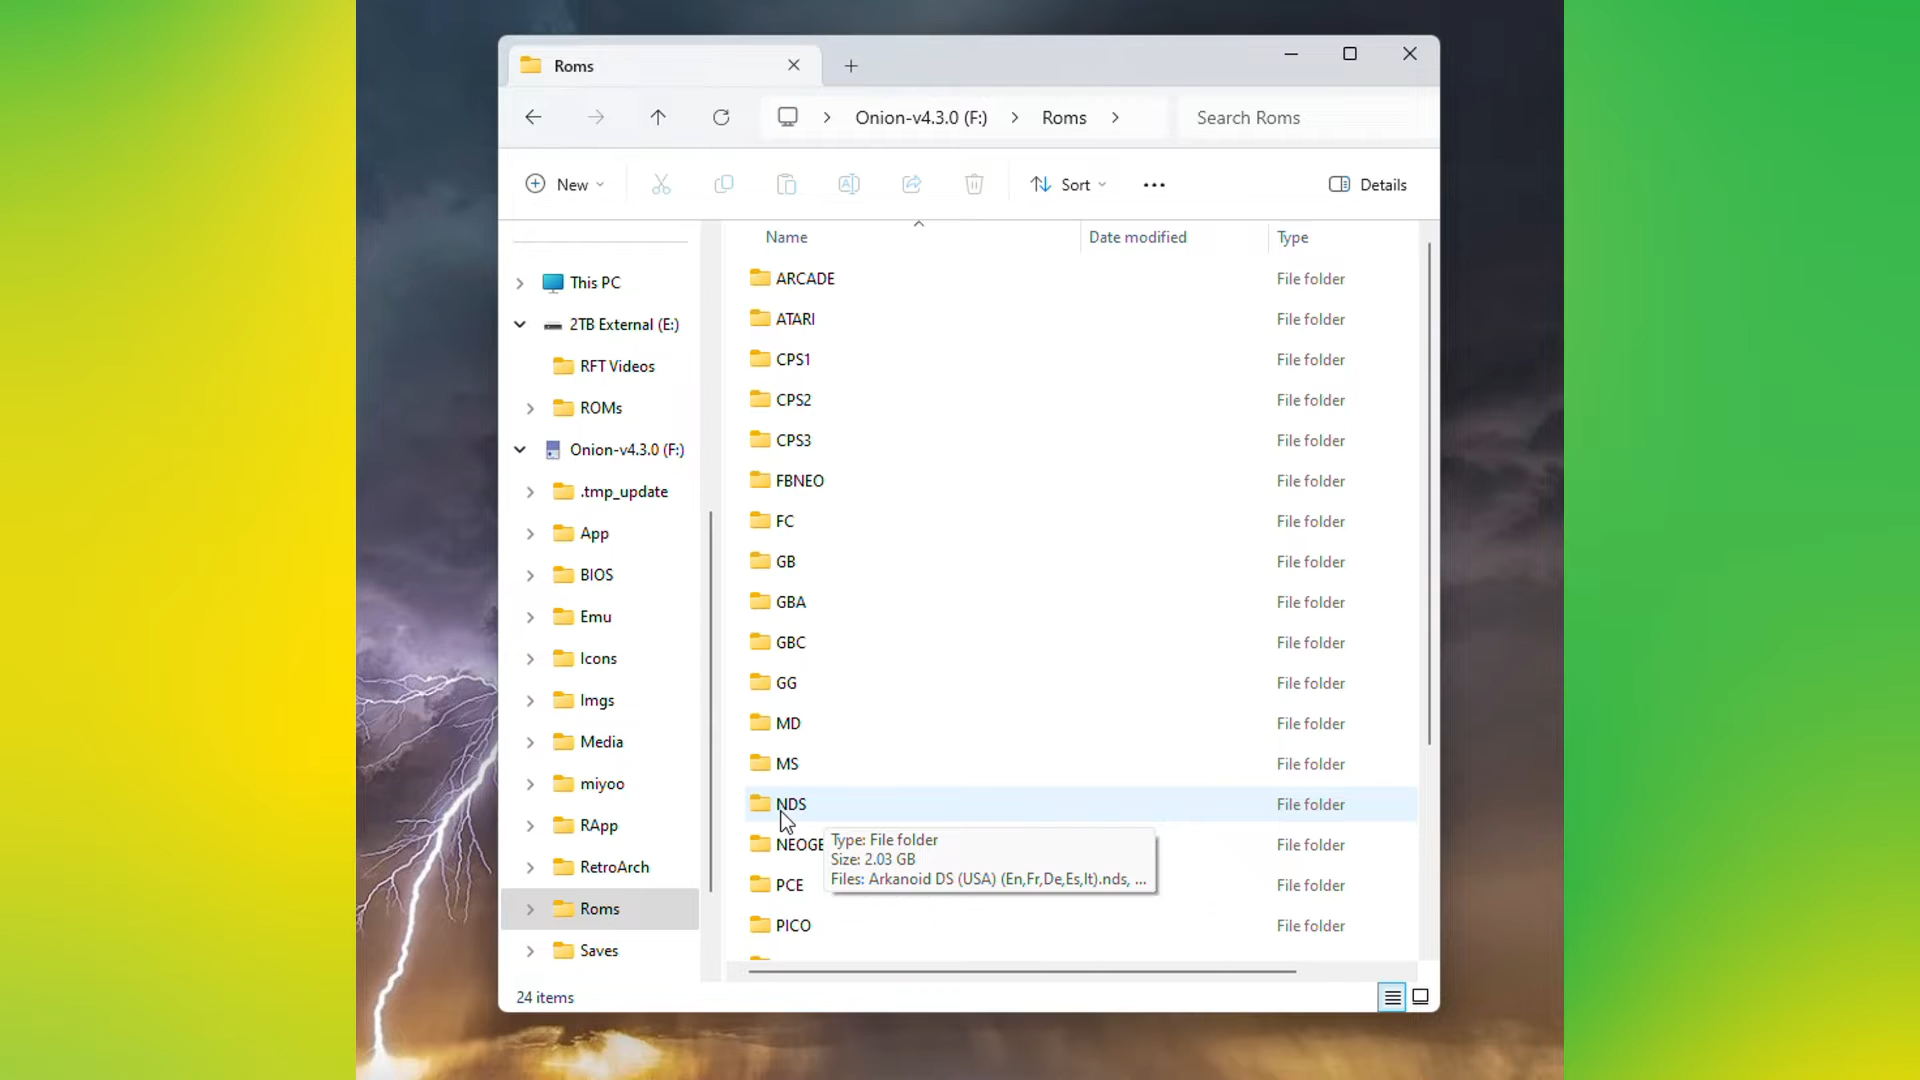 Roms
Onion-v4.3.0 (F:)
Roms
Search Roms
New
Sort
Details
Name
Date modified
Type
This PC
2TB External (E:)
RFT Videos
ROMs
Onion-v4.3.0 (F:)
.tmp_update
App
BIOS
Emu
Icons
Imgs
Media
miyoo
RApp
RetroArch
Roms
Saves
ARCADE File folder
ATARI File folder
CPS1 File folder
CPS2 File folder
CPS3 File folder
FBNEO File folder
FC File folder
GB File folder
GBA File folder
GBC File folder
GG File folder
MD File folder
MS File folder
NDS File folder
NEOGE File folder
PCE File folder
PICO File folder
Type: File folder
Size: 2.03 GB
Files: Arkanoid DS (USA) (En,Fr,De,Es,It).nds, ...
24 items